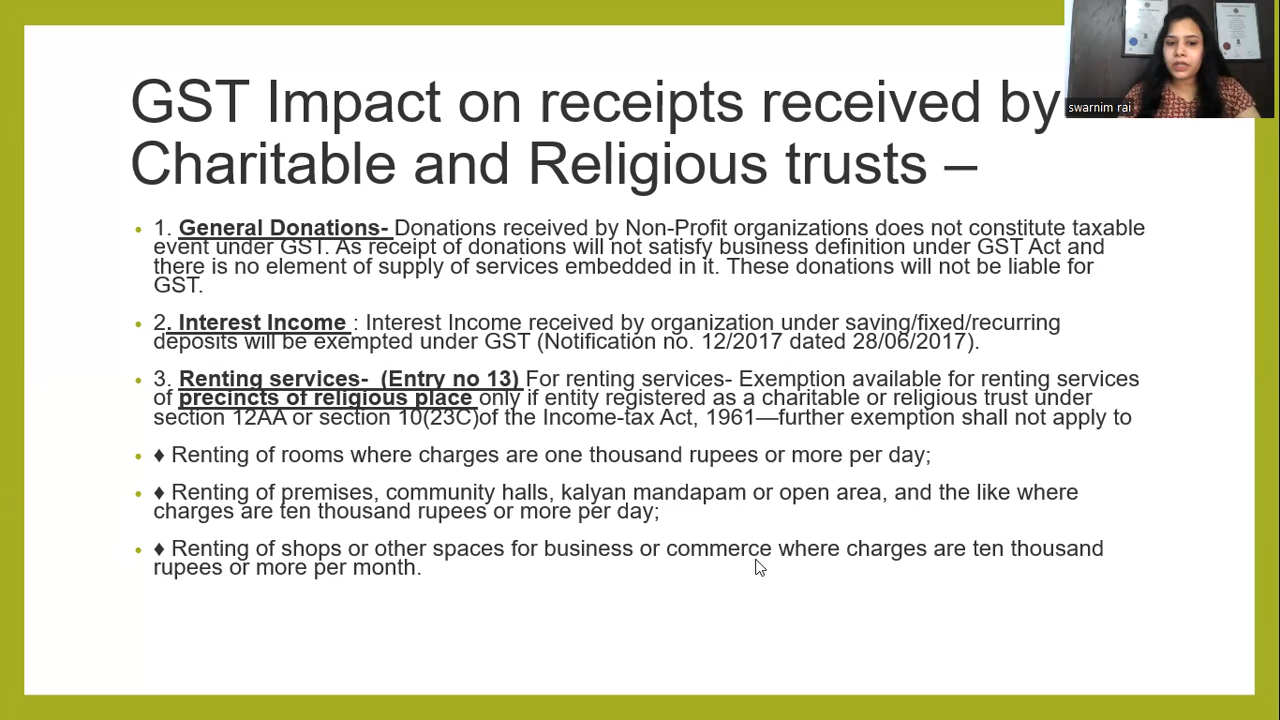 GST Impact on receipts received by
Charitable and Religious trusts –
swarnim rai
• 1. General Donations- Donations received by Non-Profit organizations does not constitute taxable
event under GST. As receipt of donations will not satisfy business definition under GST Act and
there is no element of supply of services embedded in it. These donations will not be liable for
GST.
• 2. Interest Income : Interest Income received by organization under saving/fixed/recurring
deposits will be exempted under GST (Notification no. 12/2017 dated 28/06/2017).
• 3. Renting services- (Entry no 13) For renting services- Exemption available for renting services
of precincts of religious place only if entity registered as a charitable or religious trust under
section 12AA or section 10(23C)of the Income-tax Act, 1961—further exemption shall not apply to
• ♦ Renting of rooms where charges are one thousand rupees or more per day;
• ♦ Renting of premises, community halls, kalyan mandapam or open area, and the like where
charges are ten thousand rupees or more per day;
• ♦ Renting of shops or other spaces for business or commerce where charges are ten thousand
rupees or more per month.